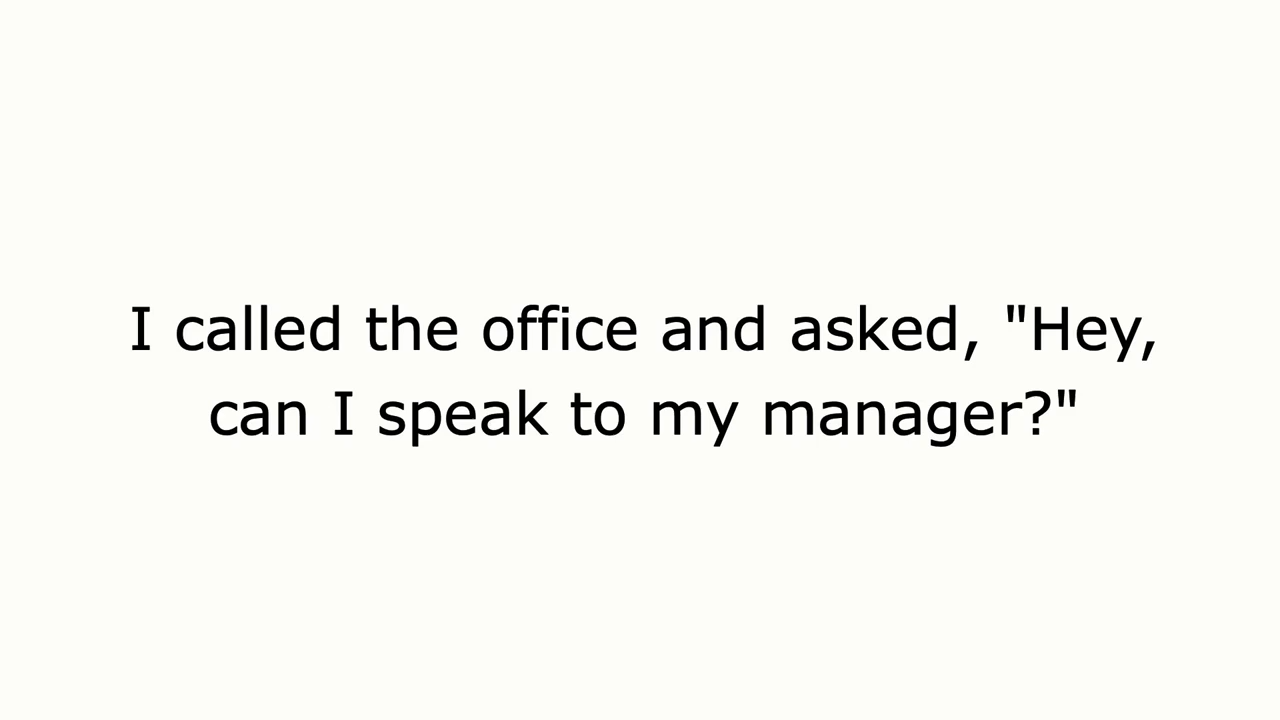 I called the office and asked, "Hey,
can I speak to my manager?"